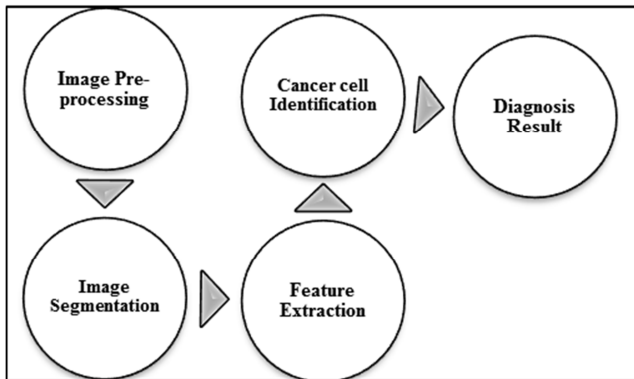 Image Pre-
processing
Cancer cell
Identification
Diagnosis
Result
Image
Segmentation
Feature
Extraction